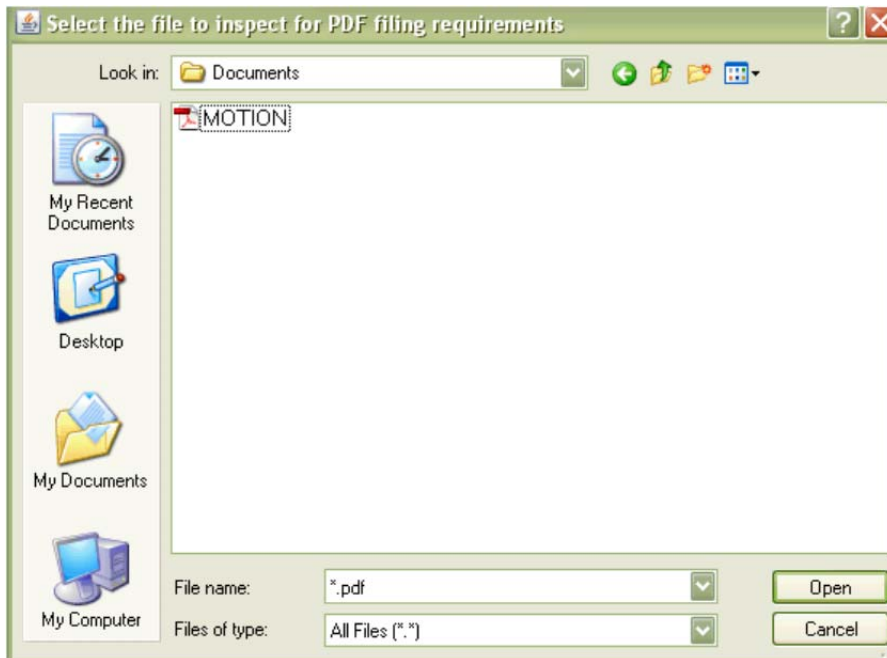 Select the file to inspect for PDF filing requirements
Look in: Documents
MOTION
My Recent
Documents
Desktop
My Documents
My Computer
File name: *.pdf Open
Files of type: All Files (*.*) Cancel